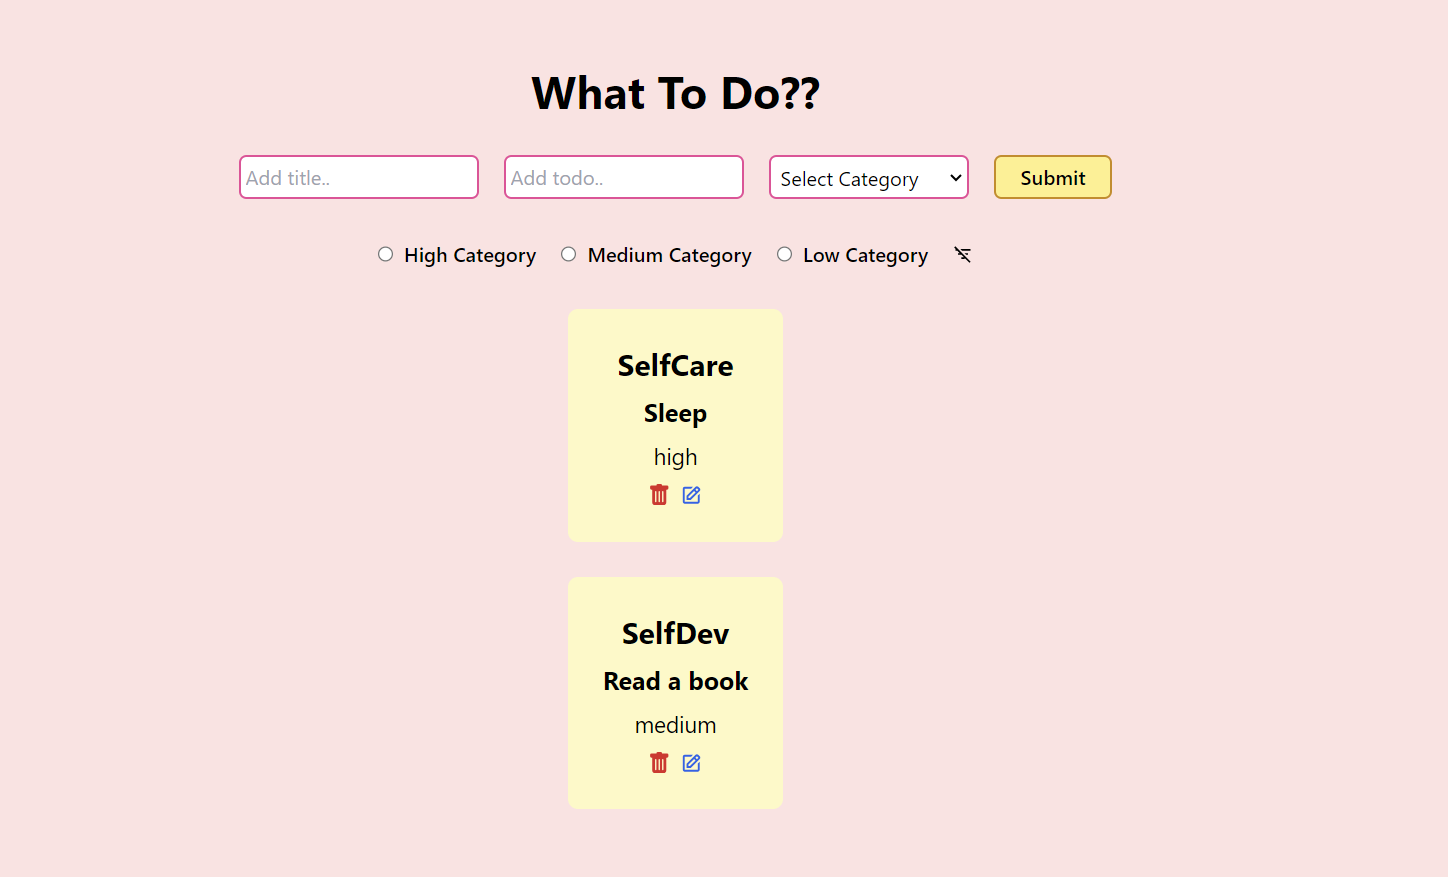 What To Do??
Add title.. Add todo.. Select Category Submit
High Category Medium Category Low Category
SelfCare
Sleep
high
SelfDev
Read a book
medium